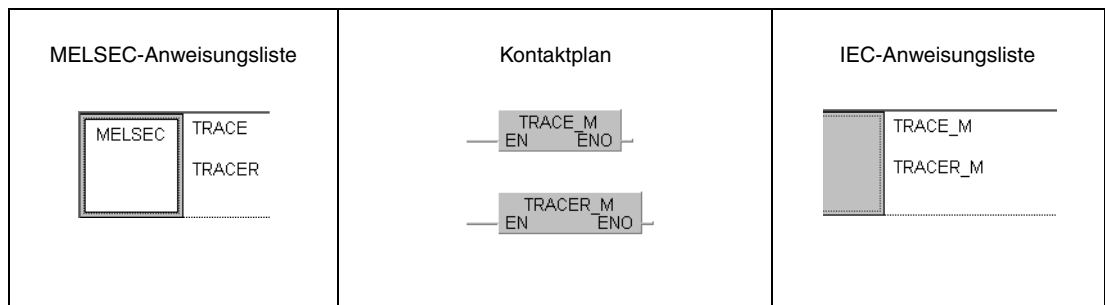 MELSEC-Anweisungsliste
MELSEC
TRACE
TRACER
Kontaktplan
TRACE_M
EN ENO
TRACER_M
EN ENO
IEC-Anweisungsliste
TRACE_M
TRACER_M